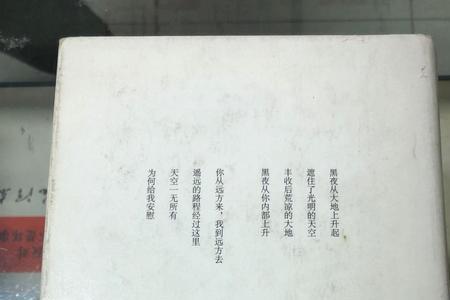 黑夜从大地上升起
遮住了光明的天空
丰收后荒凉的大地
黑夜从你内部上升
你从远方来，我到远方去
遥远的路程经过这里
天空一无所有
为何给我安慰